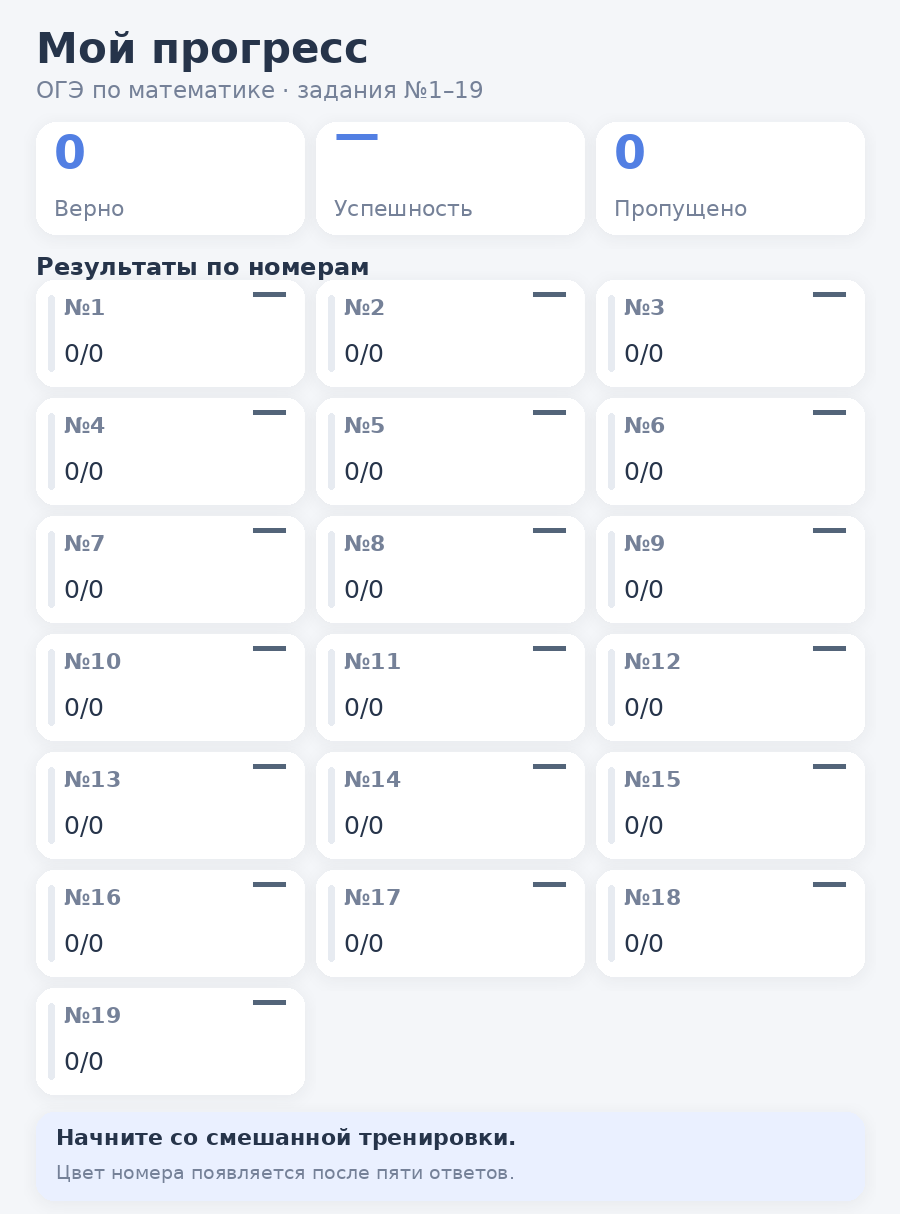 Мой прогресс
ОГЭ по математике · задания №1–19
0 — 0
Верно Успешность Пропущено
Результаты по номерам
№1 — №2 — №3 —
0/0 0/0 0/0
№4 — №5 — №6 —
0/0 0/0 0/0
№7 — №8 — №9 —
0/0 0/0 0/0
№10 — №11 — №12 —
0/0 0/0 0/0
№13 — №14 — №15 —
0/0 0/0 0/0
№16 — №17 — №18 —
0/0 0/0 0/0
№19 —
0/0
Начните со смешанной тренировки.
Цвет номера появляется после пяти ответов.